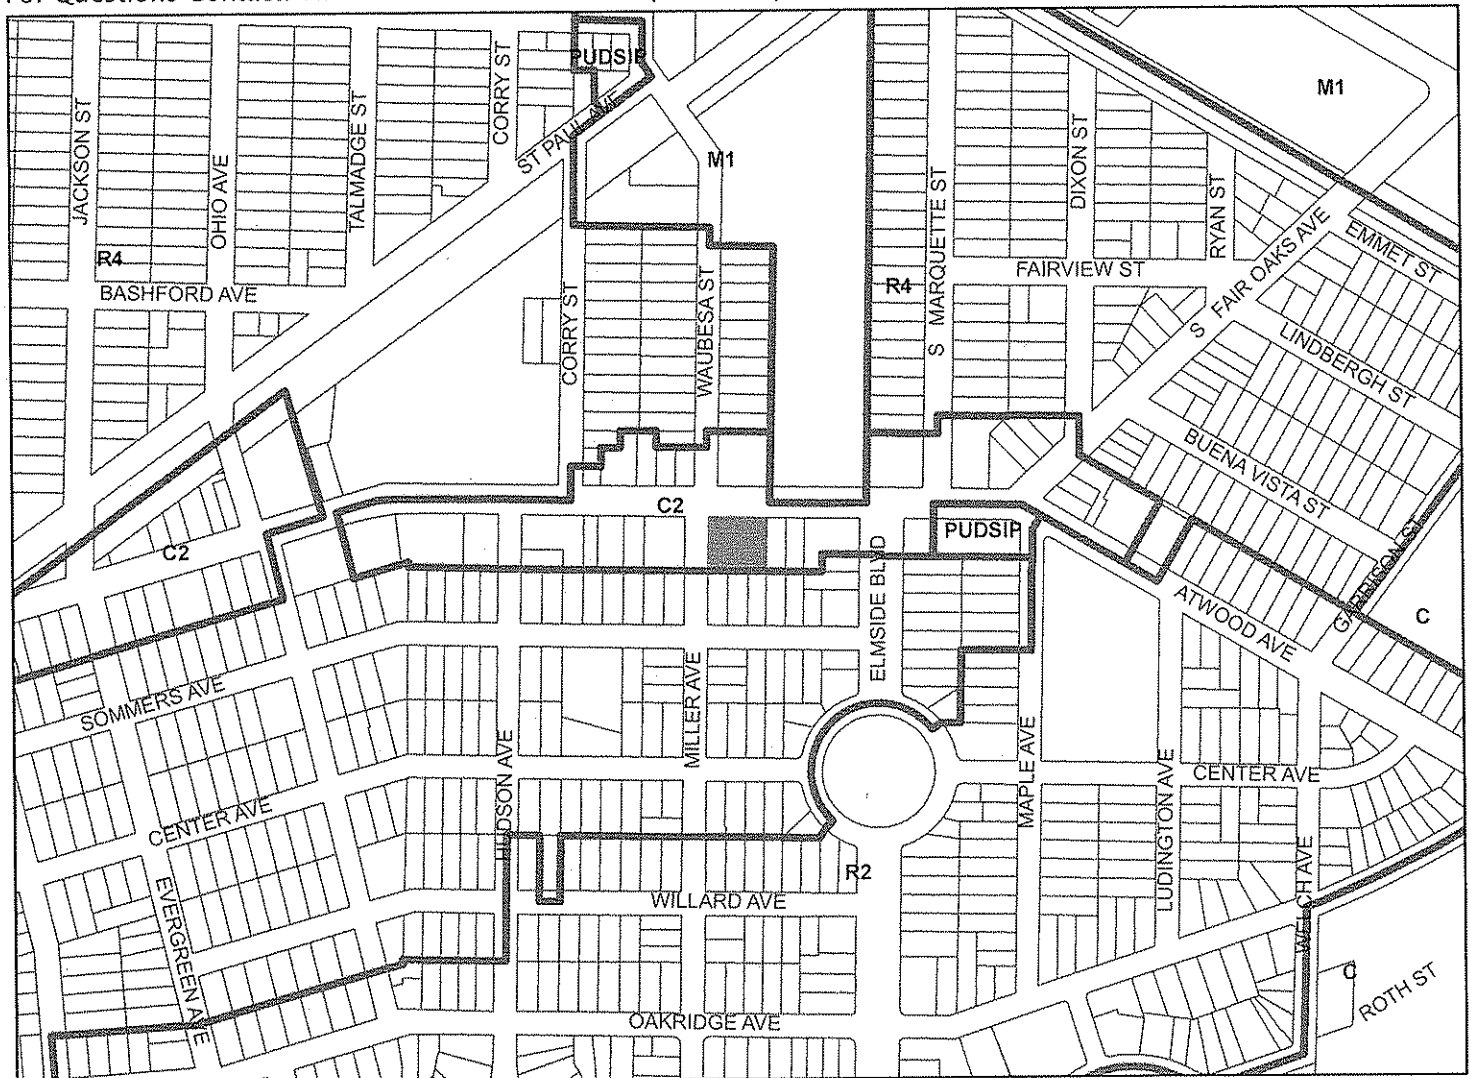 PUDSIP
M1
CORRY ST
JACKSON ST
ST PAUL AVE
TALMADGE ST
M1
DIXON ST
OHIO AVE
S MARQUETTE ST
RYAN ST
EMMET ST
R4
BASHFORD AVE
FAIRVIEW ST
S FAIR OAKS AVE
R4
CORRY ST
WAUBESA ST
LINDBERGH ST
BUENA VISTA ST
C2
C2
PUDSIP
GARRISON ST
ELMSIDE BLVD
ATWOOD AVE
C
SOMMERS AVE
MILLER AVE
HUDSON AVE
MAPLE AVE
LUDINGTON AVE
CENTER AVE
CENTER AVE
R2
WELCH AVE
EVERGREEN AVE
WILLARD AVE
C
ROTH ST
OAKRIDGE AVE